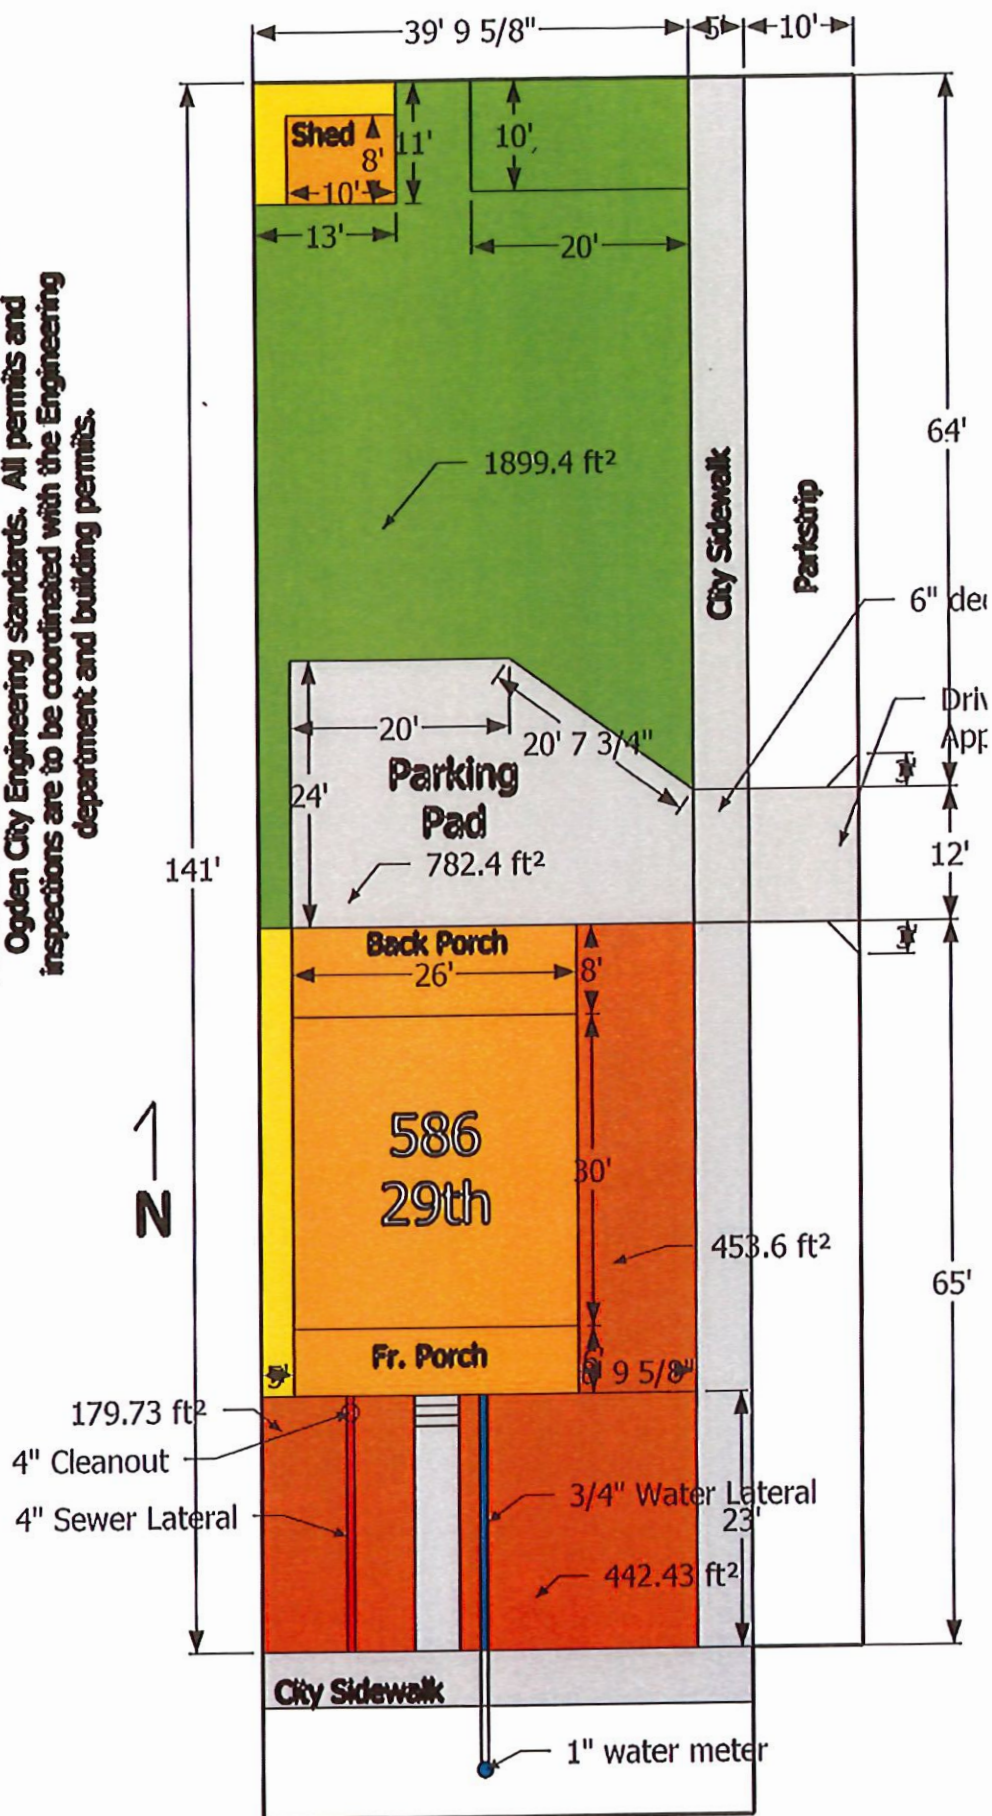 39' 9 5/8"
5'
10'
Shed
8'
10'
11'
13'
10'
20'
Ogden City Engineering standards. All permits and
inspections are to be coordinated with the Engineering
department and building permits.
1899.4 ft²
City Sidewalk
Parkstrip
64'
6"
20'
20' 7 3/4"
24'
Parking
Pad
782.4 ft²
3'
12'
3'
141'
Back Porch
26'
8'
586
29th
30'
N
453.6 ft²
65'
Fr. Porch
6'
9 5/8"
5'
179.73 ft²
4" Cleanout
4" Sewer Lateral
3/4" Water Lateral
23'
442.43 ft²
City Sidewalk
1" water meter